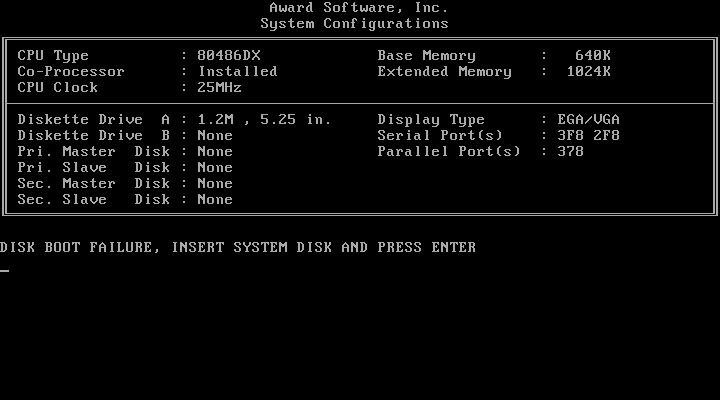 Award Software, Inc.
System Configurations
CPU Type : 80486DX Base Memory : 640K
Co-Processor : Installed Extended Memory : 1024K
CPU Clock : 25MHz
Diskette Drive A : 1.2M , 5.25 in. Display Type : EGA/VGA
Diskette Drive B : None Serial Port(s) : 3F8 2F8
Pri. Master Disk : None Parallel Port(s) : 378
Pri. Slave Disk : None
Sec. Master Disk : None
Sec. Slave Disk : None
DISK BOOT FAILURE, INSERT SYSTEM DISK AND PRESS ENTER